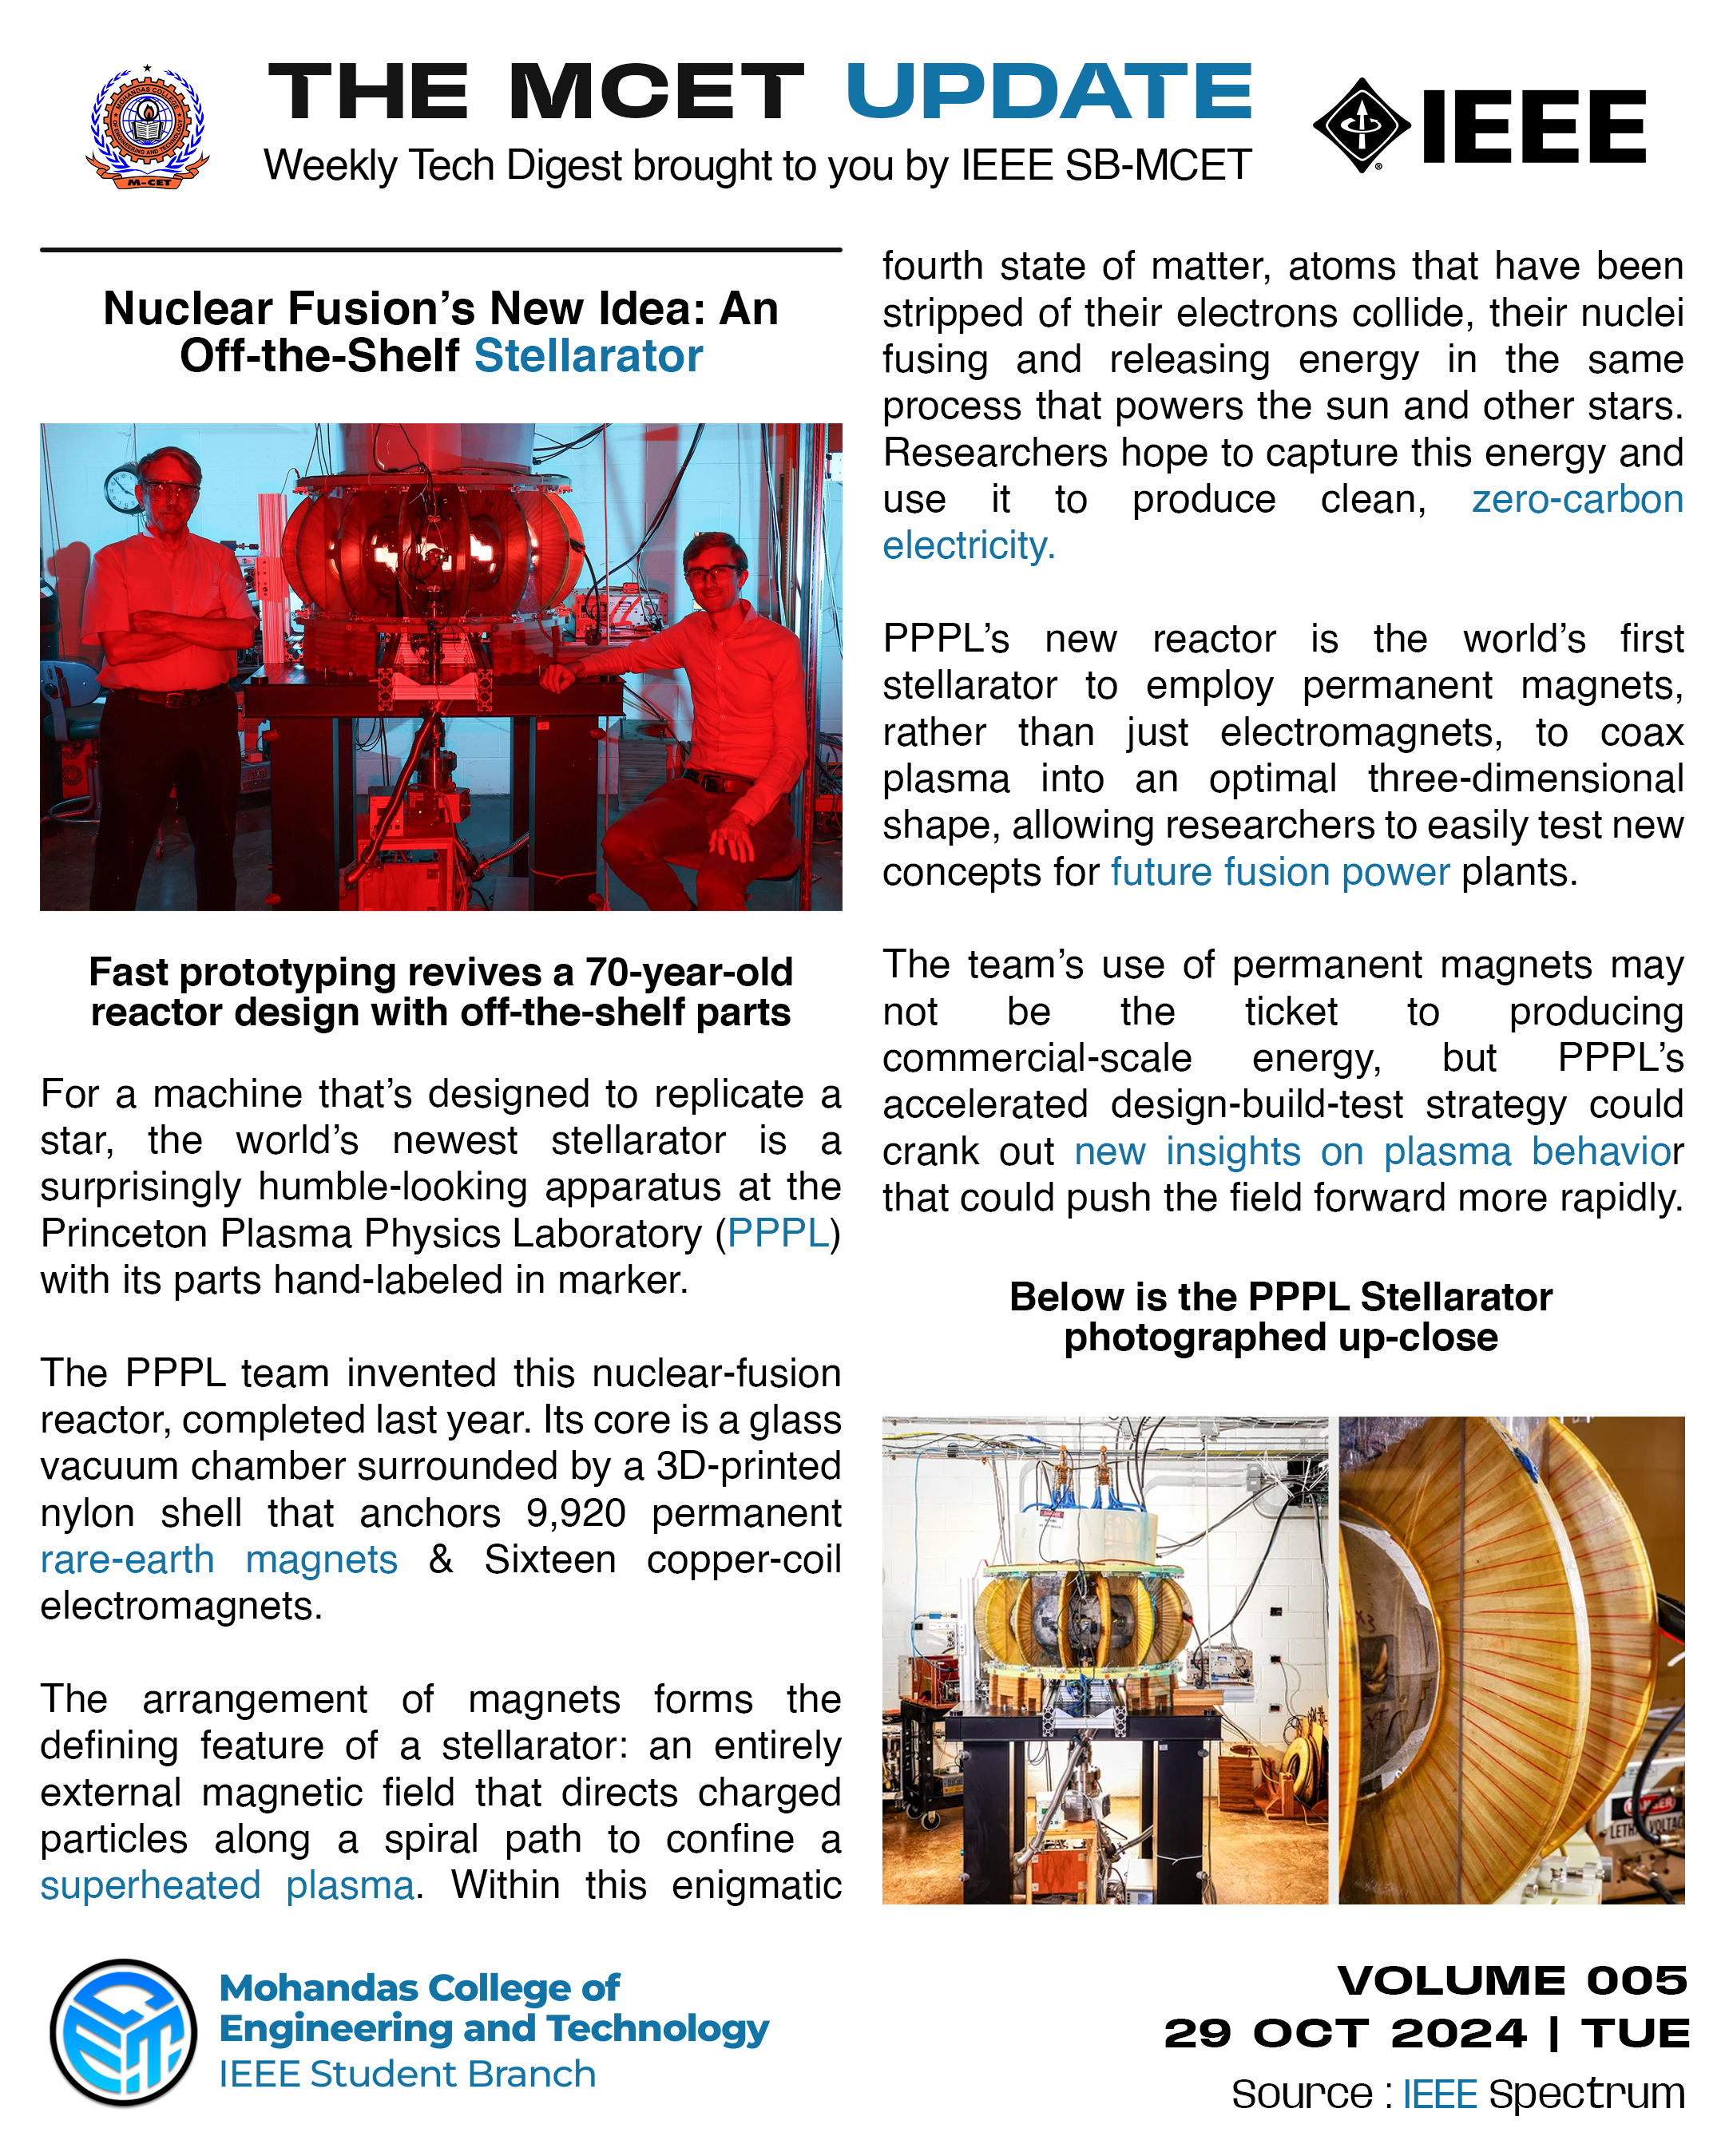 MOHANDAS COLLEGE
OF ENGINEERING AND TECHNOLOGY
M-CET
THE MCET UPDATE
Weekly Tech Digest brought to you by IEEE SB-MCET
IEEE
Nuclear Fusion’s New Idea: An
Off-the-Shelf Stellarator
Fast prototyping revives a 70-year-old
reactor design with off-the-shelf parts
For a machine that’s designed to replicate a
star, the world’s newest stellarator is a
surprisingly humble-looking apparatus at the
Princeton Plasma Physics Laboratory (PPPL)
with its parts hand-labeled in marker.
The PPPL team invented this nuclear-fusion
reactor, completed last year. Its core is a glass
vacuum chamber surrounded by a 3D-printed
nylon shell that anchors 9,920 permanent
rare-earth magnets & Sixteen copper-coil
electromagnets.
The arrangement of magnets forms the
defining feature of a stellarator: an entirely
external magnetic field that directs charged
particles along a spiral path to confine a
superheated plasma. Within this enigmatic
fourth state of matter, atoms that have been
stripped of their electrons collide, their nuclei
fusing and releasing energy in the same
process that powers the sun and other stars.
Researchers hope to capture this energy and
use it to produce clean, zero-carbon
electricity.
PPPL’s new reactor is the world’s first
stellarator to employ permanent magnets,
rather than just electromagnets, to coax
plasma into an optimal three-dimensional
shape, allowing researchers to easily test new
concepts for future fusion power plants.
The team’s use of permanent magnets may
not be the ticket to producing
commercial-scale energy, but PPPL’s
accelerated design-build-test strategy could
crank out new insights on plasma behavior
that could push the field forward more rapidly.
Below is the PPPL Stellarator
photographed up-close
DANGER
Mohandas College of
Engineering and Technology
IEEE Student Branch
VOLUME 005
29 OCT 2024 | TUE
Source : IEEE Spectrum